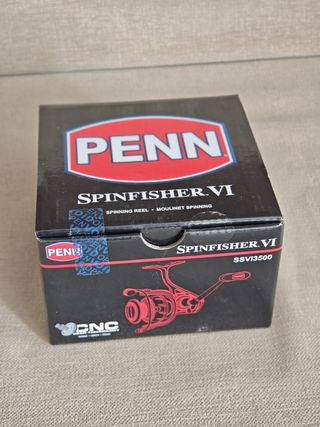 PENN
SPINFISHER.VI
SPINNING REEL • MOULINET SPINNING
PENN
SPINFISHER.VI
SSVI3500
CNC